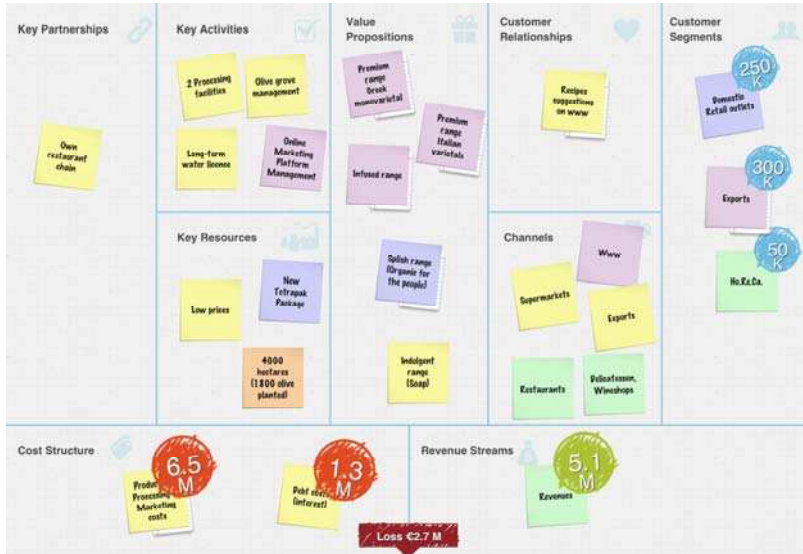 Key Partnerships
Own
restaurant
chain
Key Activities
2 Processing
facilities
Olive grove
management
Long-term
water licence
Online
Marketing
Platform
Management
Key Resources
Low prices
New
Tetrapak
Package
4000
hectares
(1800 olive
planted)
Value
Propositions
Premium
range
Greek
monovarietal
Premium
range
Italian
varietals
Infused range
Splish range
(Organic for
the people)
Indulgent
range
(Soap)
Customer
Relationships
Recipes
suggestions
on www
Channels
Www
Supermarkets
Exports
Restaurants
Delicatessen,
Wineshops
Customer
Segments
250
K
Domestic
Retail outlets
300
K
Exports
50
K
Ho.Re.Ca.
Cost Structure
6.5
M
Processing
Marketing
costs
1.3
M
Debt
(interest)
Revenue Streams
5.1
M
Revenues
Loss €2.7 M